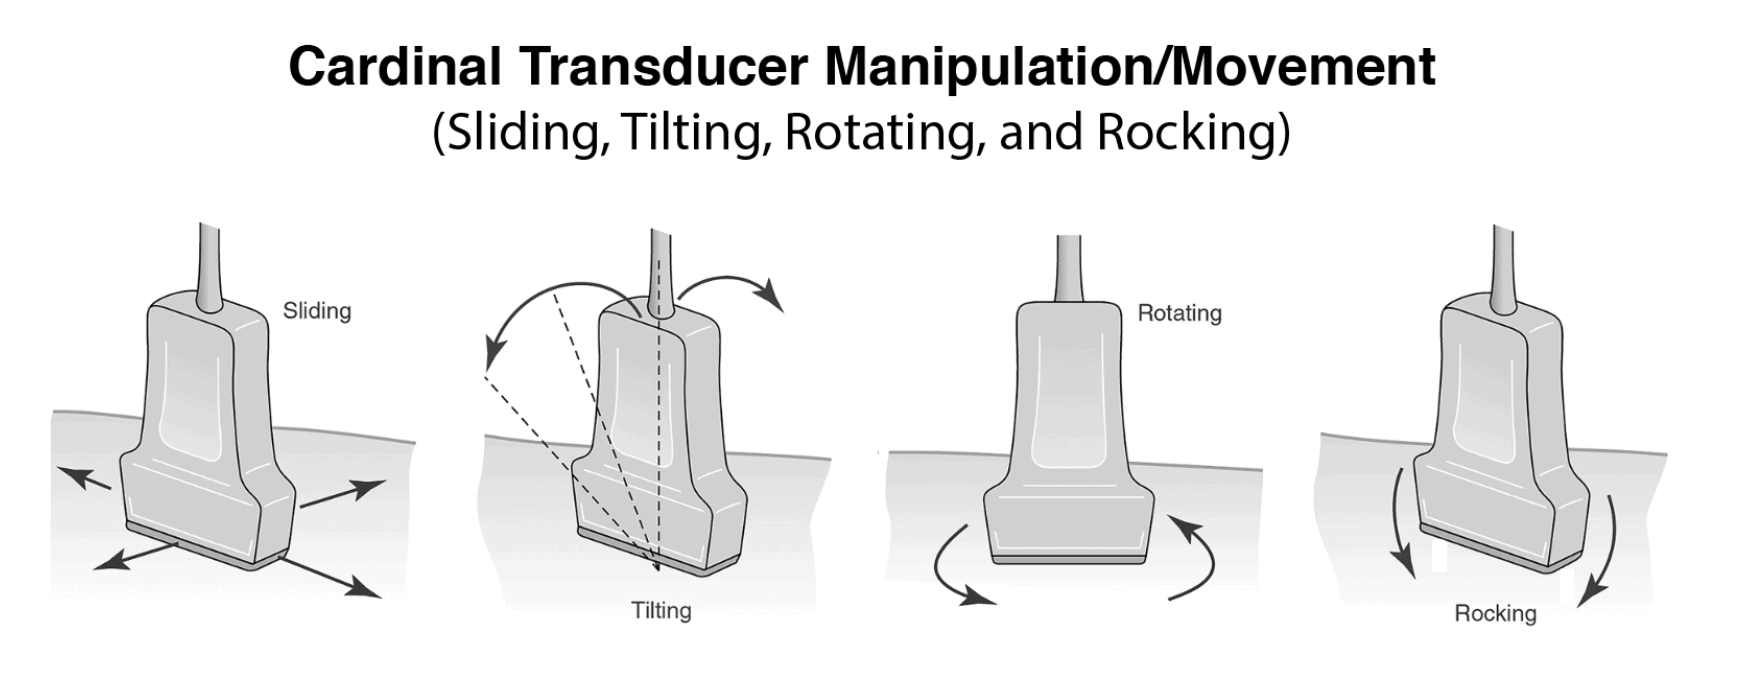 Cardinal Transducer Manipulation/Movement
(Sliding, Tilting, Rotating, and Rocking)
Sliding
Tilting
Rotating
Rocking